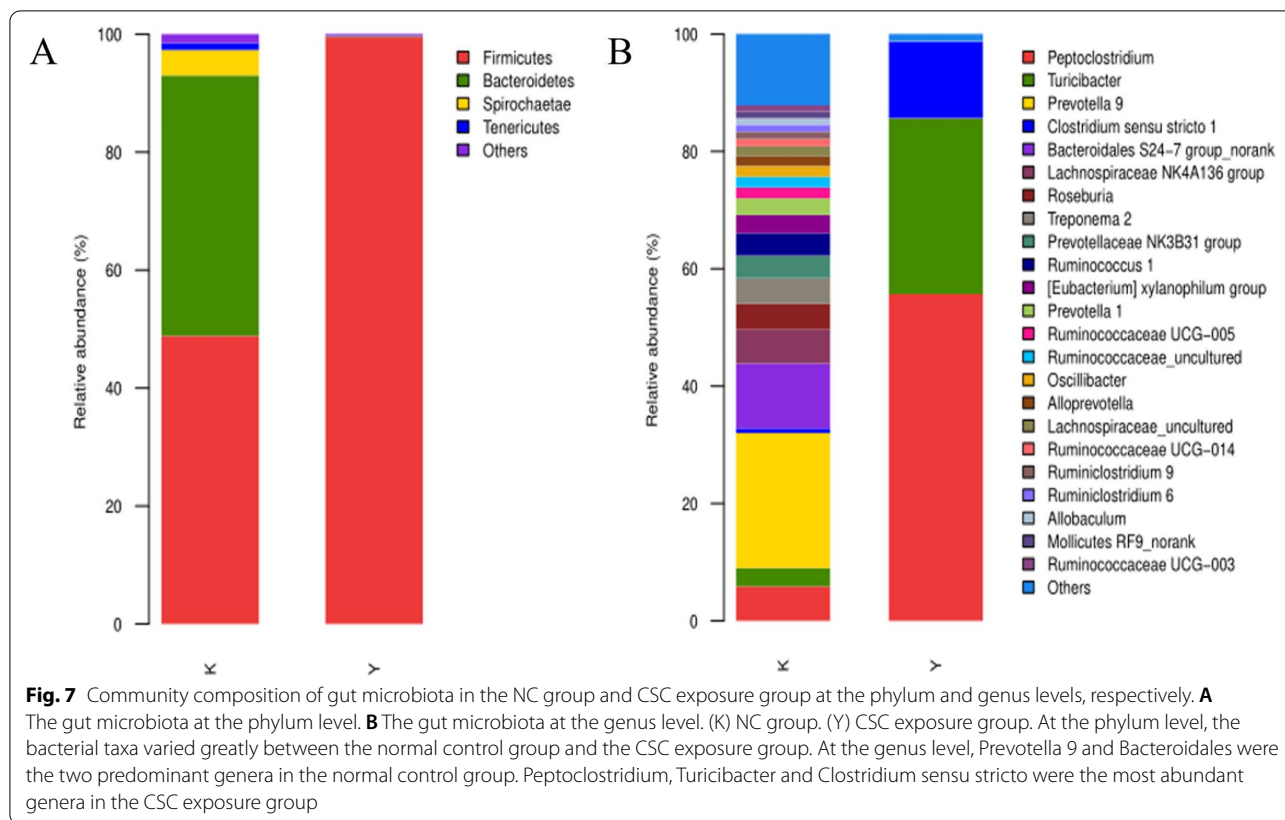 A
100
80
60
40
20
0
Relative abundance (%)
K
Y
Firmicutes
Bacteroidetes
Spirochaetae
Tenericutes
Others
B
100
80
60
40
20
0
Relative abundance (%)
K
Y
Peptoclostridium
Turicibacter
Prevotella 9
Clostridium sensu stricto 1
Bacteroidales S24−7 group_norank
Lachnospiraceae NK4A136 group
Roseburia
Treponema 2
Prevotellaceae NK3B31 group
Ruminococcus 1
[Eubacterium] xylanophilum group
Prevotella 1
Ruminococcaceae UCG−005
Ruminococcaceae_uncultured
Oscillibacter
Alloprevotella
Lachnospiraceae_uncultured
Ruminococcaceae UCG−014
Ruminiclostridium 9
Ruminiclostridium 6
Allobaculum
Mollicutes RF9_norank
Ruminococcaceae UCG−003
Others
Fig. 7 Community composition of gut microbiota in the NC group and CSC exposure group at the phylum and genus levels, respectively. A
The gut microbiota at the phylum level. B The gut microbiota at the genus level. (K) NC group. (Y) CSC exposure group. At the phylum level, the
bacterial taxa varied greatly between the normal control group and the CSC exposure group. At the genus level, Prevotella 9 and Bacteroidales were
the two predominant genera in the normal control group. Peptoclostridium, Turicibacter and Clostridium sensu stricto were the most abundant
genera in the CSC exposure group